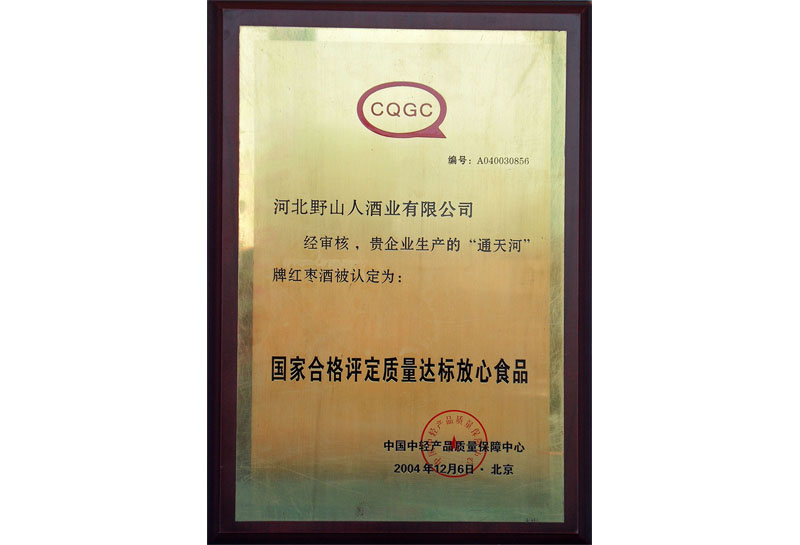 CQGC
编号：A040030856
河北野山人酒业有限公司
经审核，贵企业生产的“通天河”
牌红枣酒被认定为：
国家合格评定质量达标放心食品
中国中轻产品质量保障中心
2004年12月6日·北京